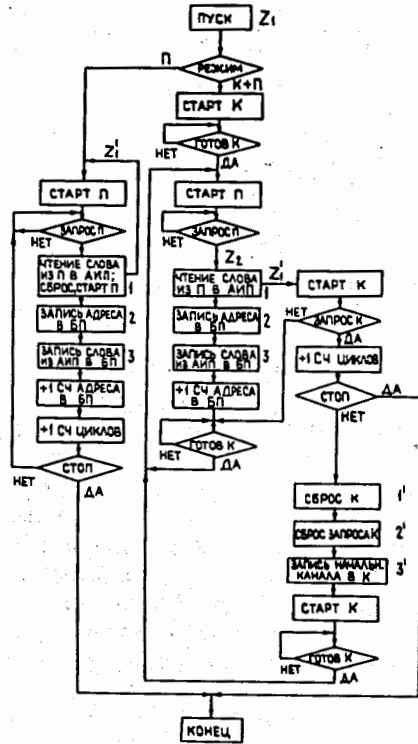 ПУСК Z1
РЕЖИМ
П
К+П
СТАРТ К
ГОТОВ К
НЕТ
ДА
Z1'
СТАРТ П
ЗАПРОС П
НЕТ
ЧТЕНИЕ СЛОВА
ИЗ П В АИП;
СБРОС, СТАРТ П
1
ЗАПИСЬ АДРЕСА
В БП
2
ЗАПИСЬ СЛОВА
ИЗ АИП В БП
3
+1 СЧ АДРЕСА
В БП
+1 СЧ ЦИКЛОВ
СТОП
НЕТ
ДА
СТАРТ П
ЗАПРОС П
НЕТ
Z2
ЧТЕНИЕ СЛОВА
ИЗ П В АИП
1
ЗАПИСЬ АДРЕСА
В БП
2
ЗАПИСЬ СЛОВА
ИЗ АИП В БП
3
+1 СЧ АДРЕСА
В БП
ГОТОВ К
НЕТ
ДА
Z1'
СТАРТ К
ЗАПРОС К
НЕТ
ДА
+1 СЧ ЦИКЛОВ
СТОП
ДА
НЕТ
СБРОС К
1'
СБРОС ЗАПРОСА К
2'
ЗАПИСЬ НАЧАЛЬН.
КАНАЛА В К
3'
СТАРТ К
ГОТОВ К
НЕТ
ДА
КОНЕЦ